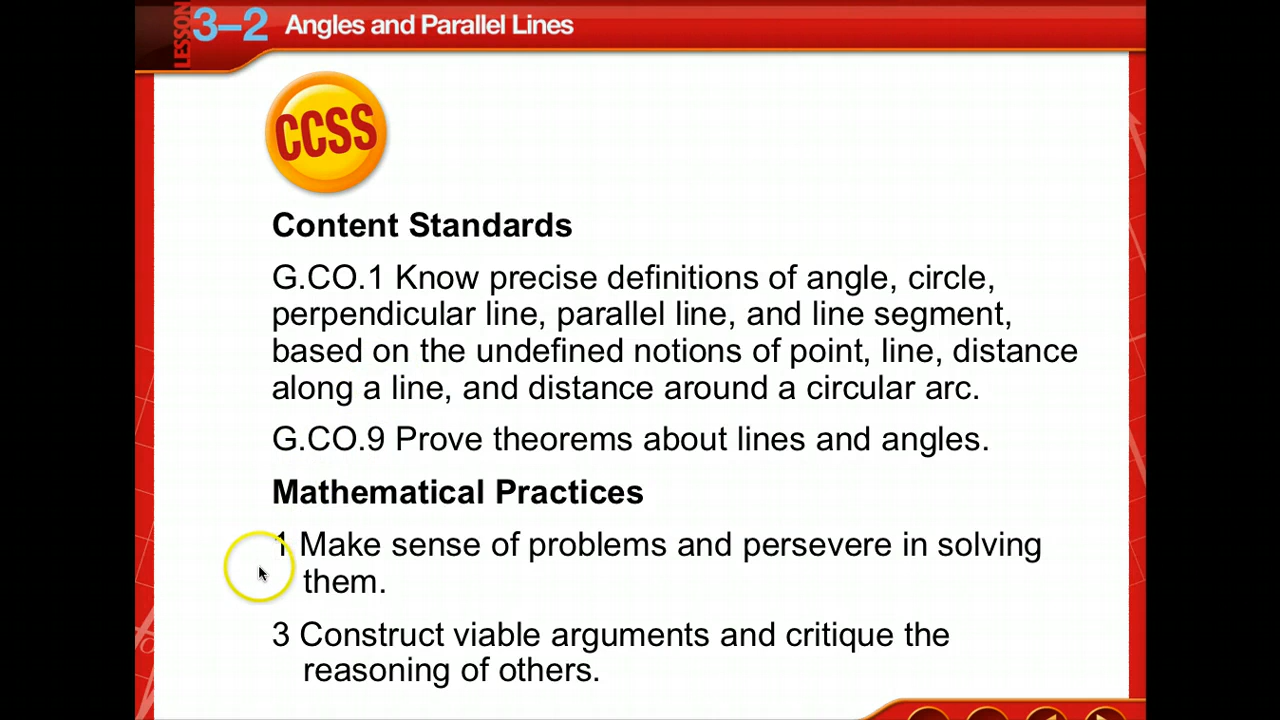 LESSON
3–2 Angles and Parallel Lines
CCSS
Content Standards
G.CO.1 Know precise definitions of angle, circle,
perpendicular line, parallel line, and line segment,
based on the undefined notions of point, line, distance
along a line, and distance around a circular arc.
G.CO.9 Prove theorems about lines and angles.
Mathematical Practices
1 Make sense of problems and persevere in solving
them.
3 Construct viable arguments and critique the
reasoning of others.